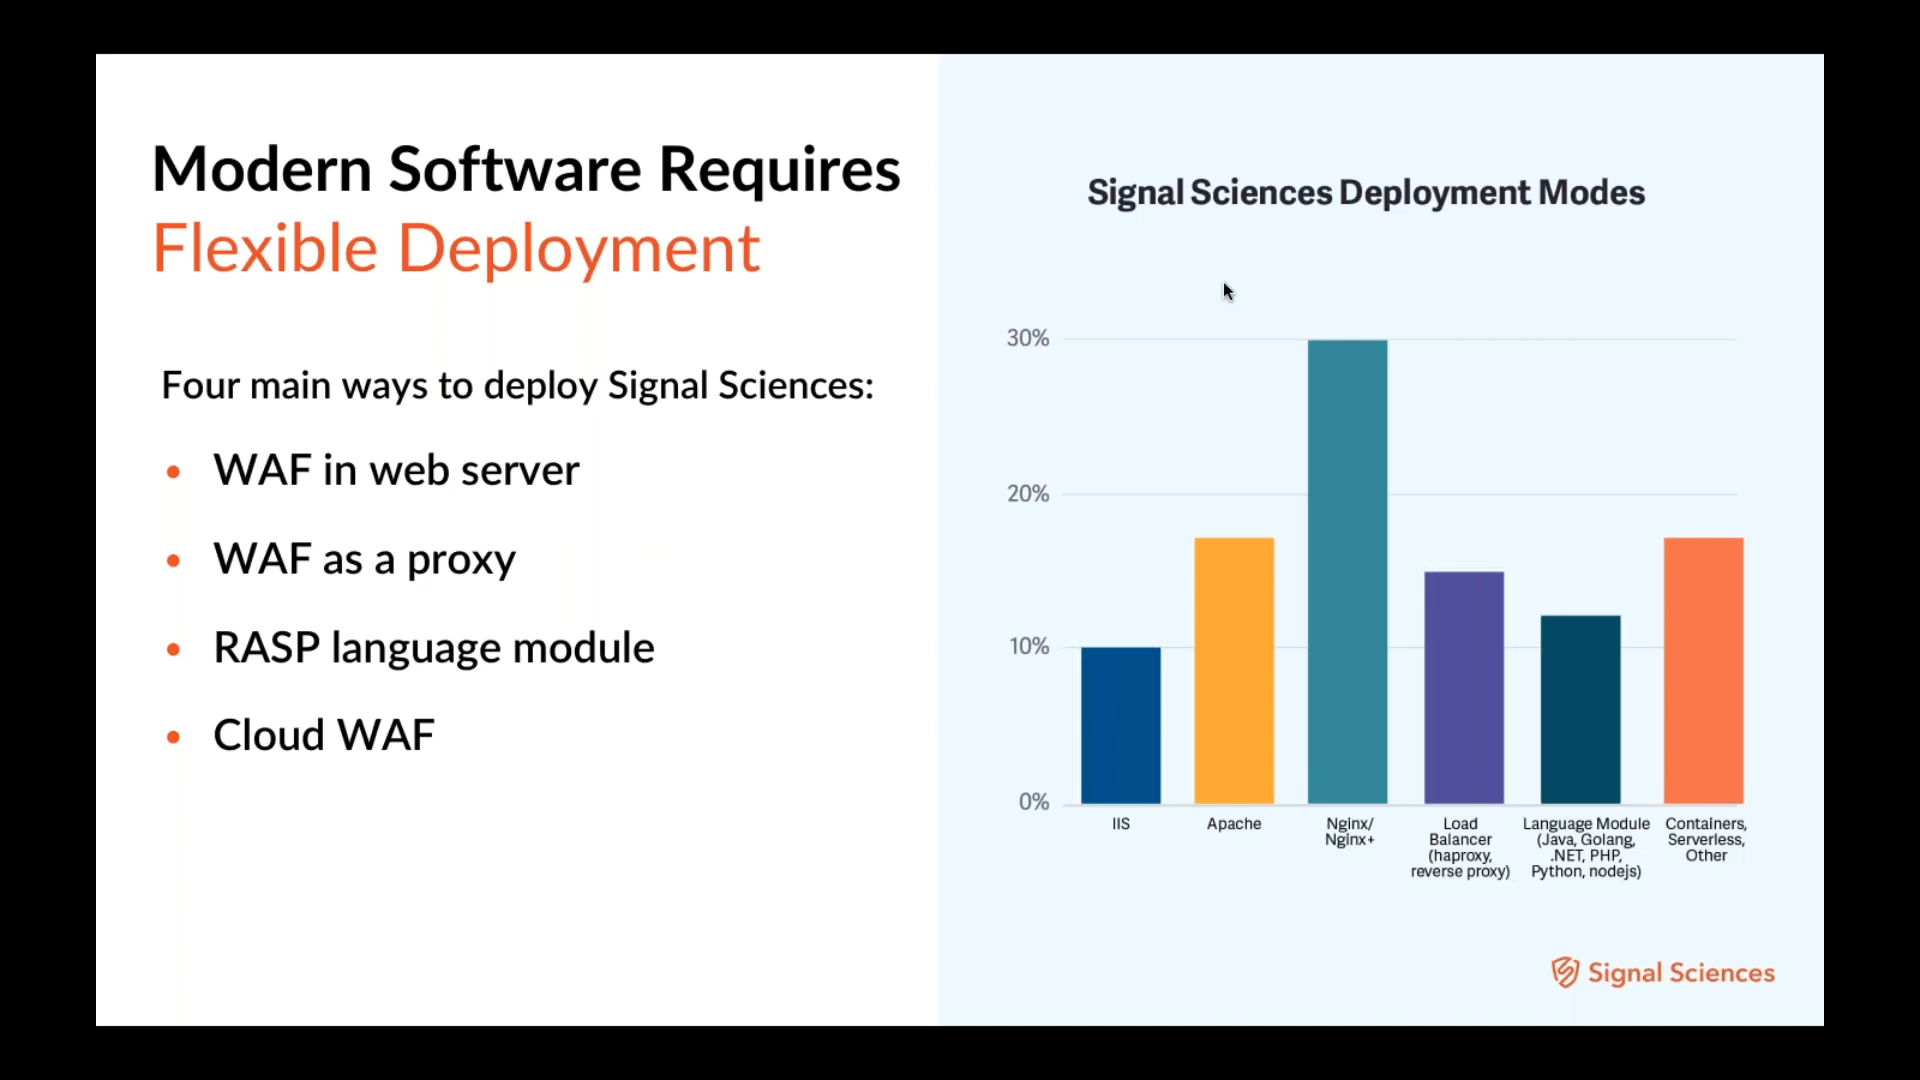 Modern Software Requires
Flexible Deployment
Four main ways to deploy Signal Sciences:
• WAF in web server
• WAF as a proxy
• RASP language module
• Cloud WAF
Signal Sciences Deployment Modes
30%
20%
10%
0%
IIS
Apache
Nginx/
Nginx+
Load
Balancer
(haproxy,
reverse proxy)
Language Module
(Java, Golang,
.NET, PHP,
Python, nodejs)
Containers,
Serverless,
Other
Signal Sciences